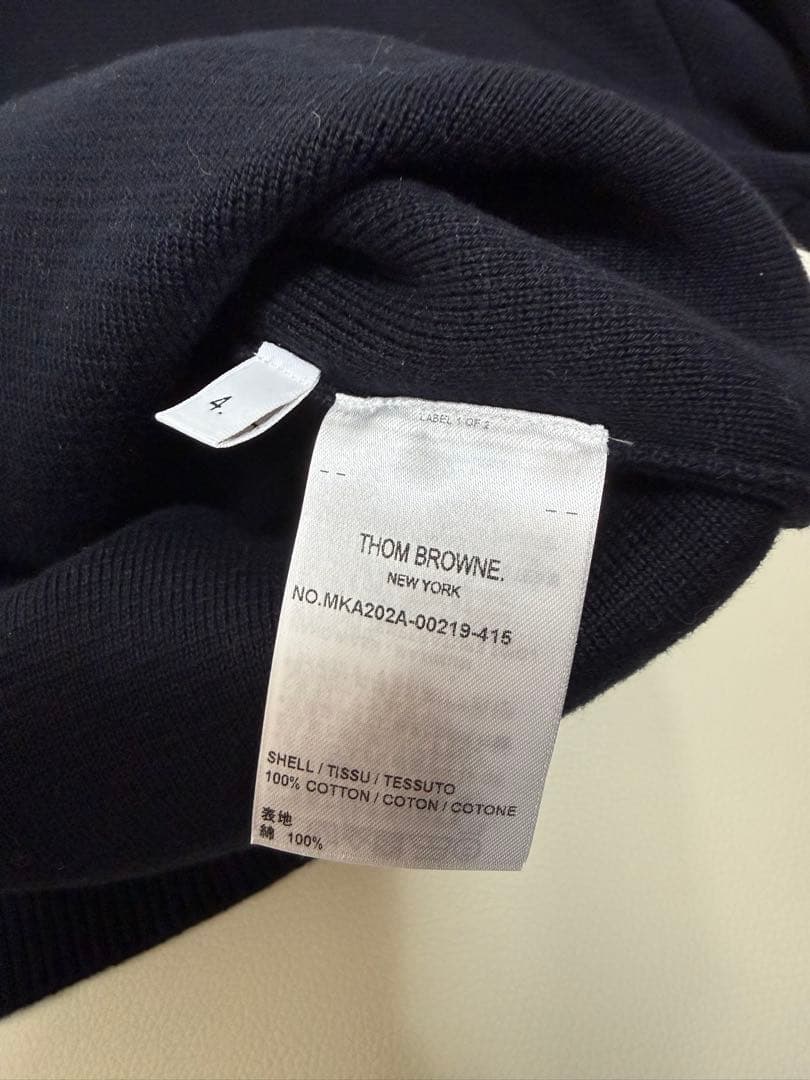 4.
LABEL 1 OF 2
-- --
THOM BROWNE.
NEW YORK
NO.MKA202A-00219-415
SHELL / TISSU / TESSUTO
100% COTTON / COTON / COTONE
表地
綿 100%